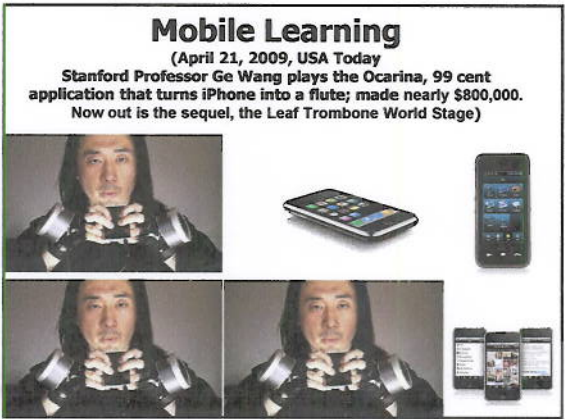 Mobile Learning
(April 21, 2009, USA Today
Stanford Professor Ge Wang plays the Ocarina, 99 cent
application that turns iPhone into a flute; made nearly $800,000.
Now out is the sequel, the Leaf Trombone World Stage)